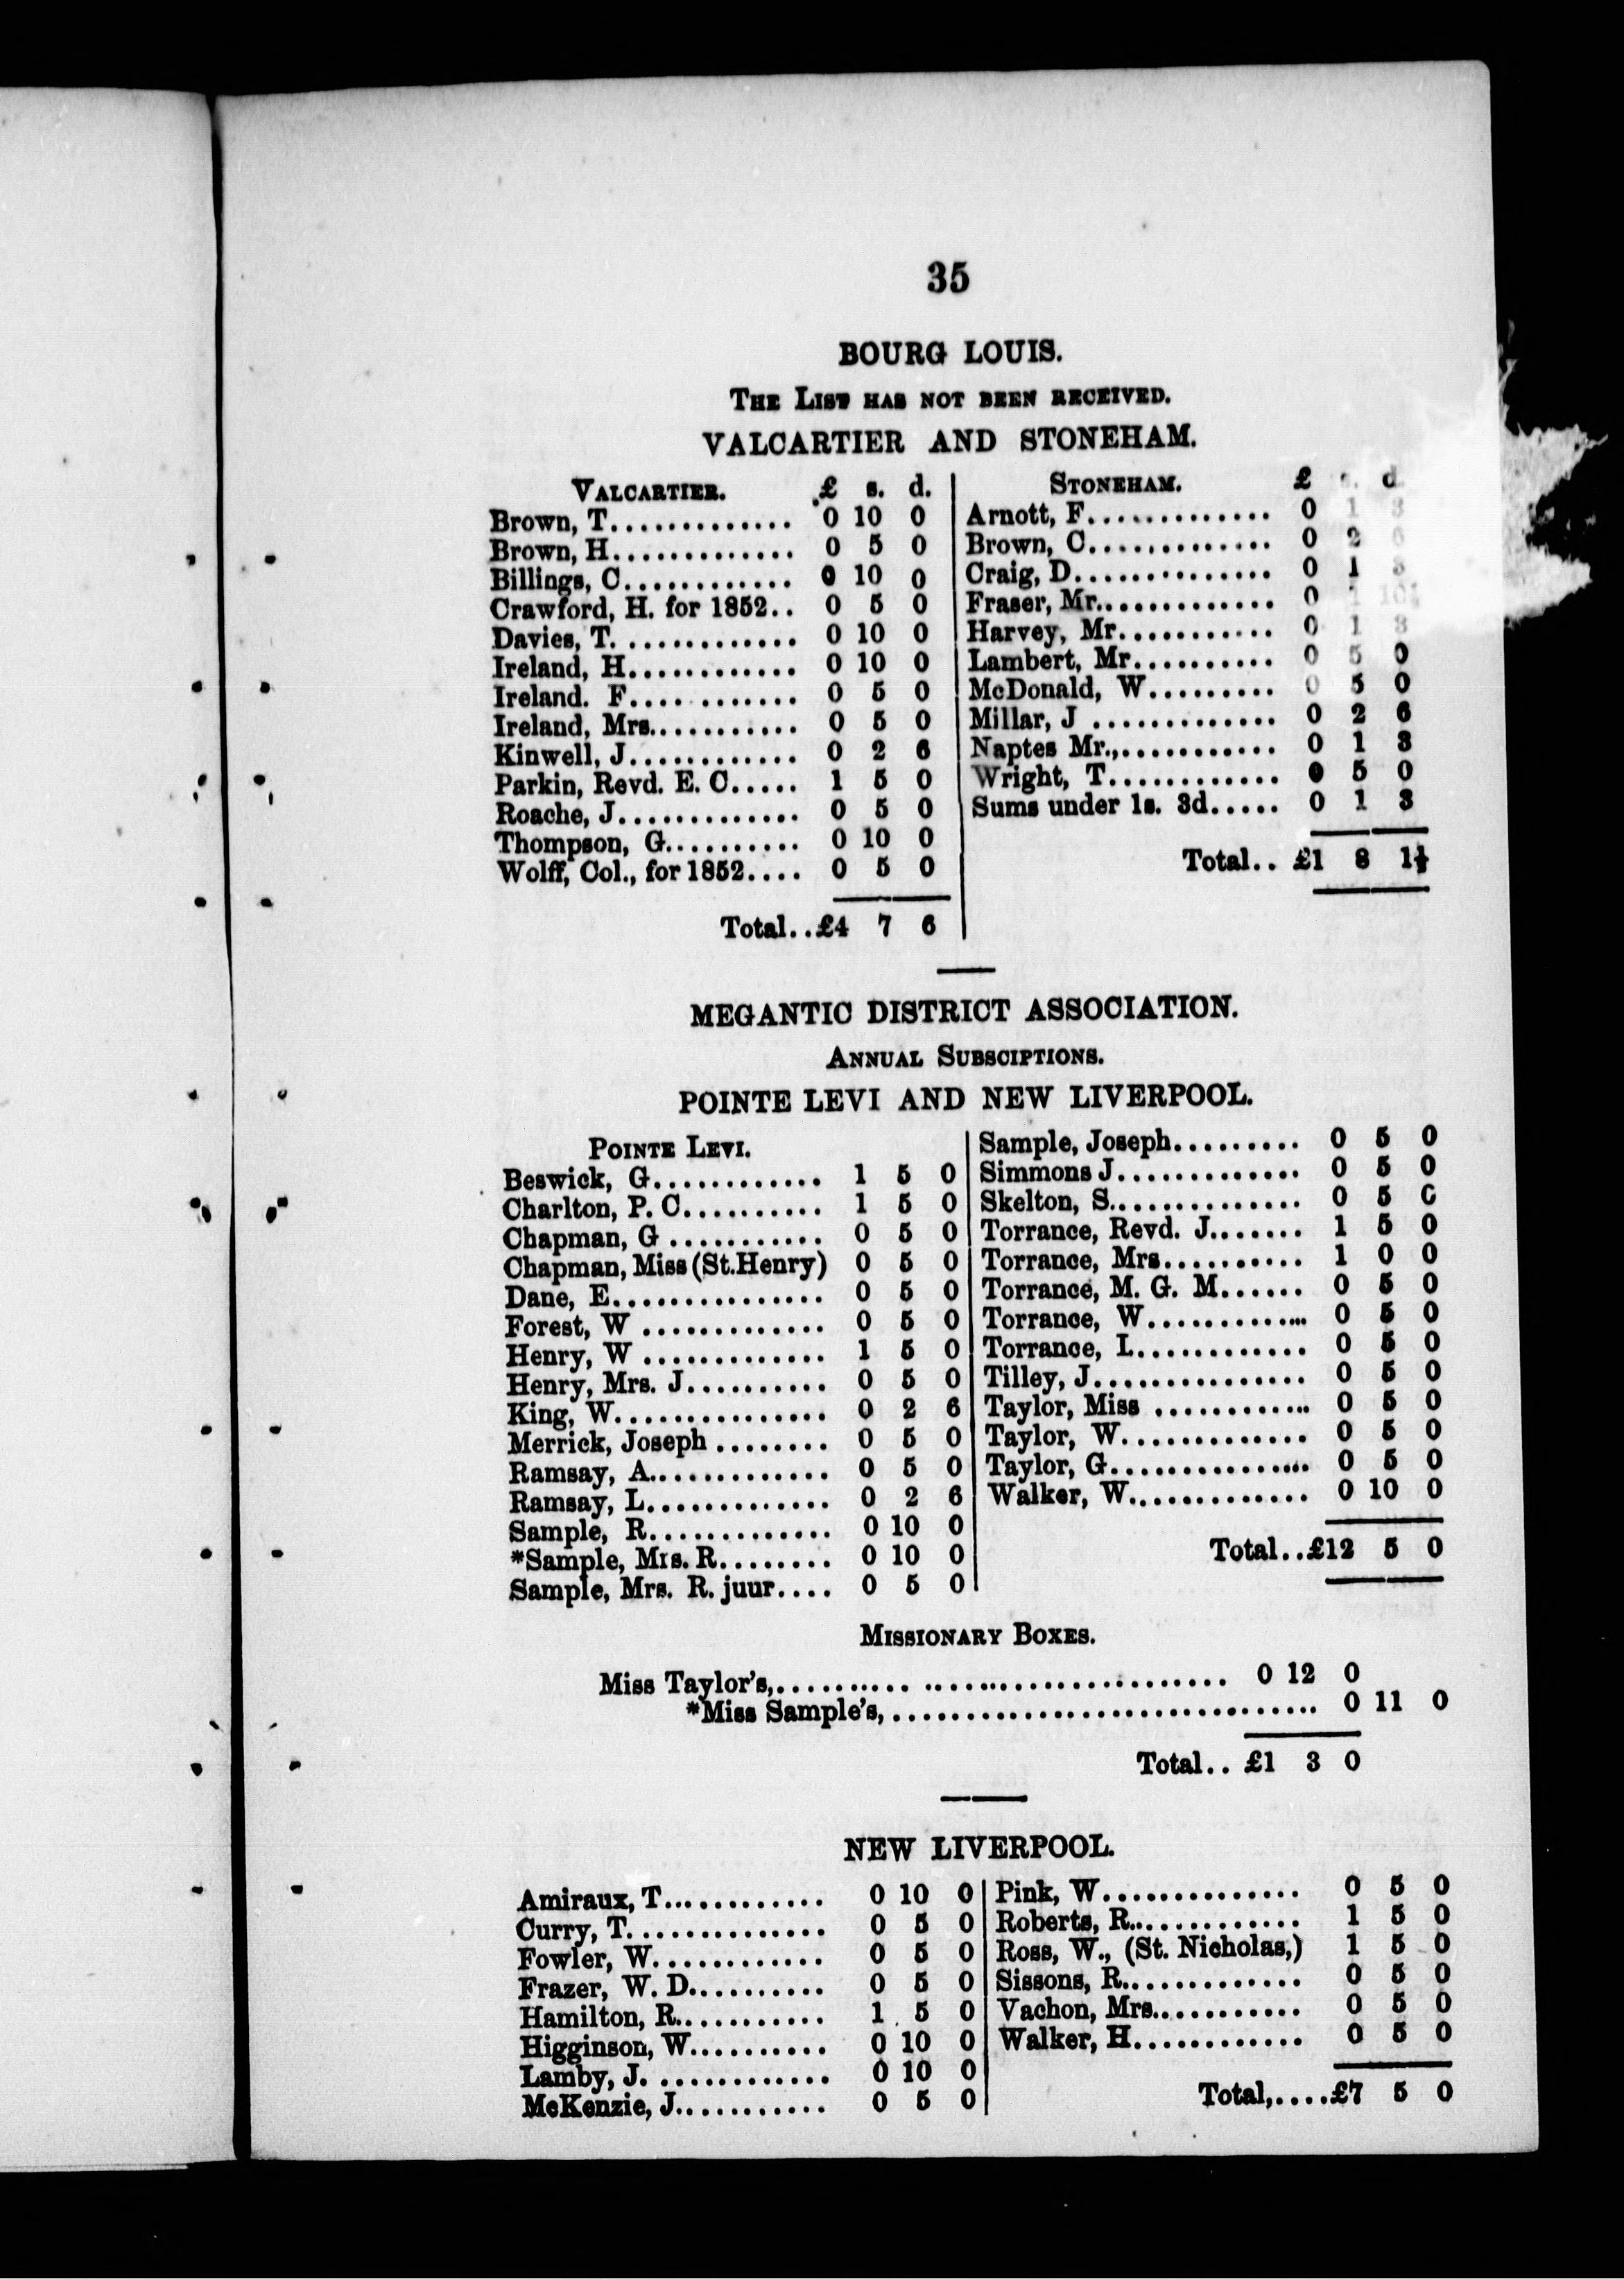 35
BOURG LOUIS.
THE LIST HAS NOT BEEN RECEIVED.
VALCARTIER AND STONEHAM.
VALCARTIER. £ s. d.
Brown, T............. 0 10 0
Brown, H............. 0 5 0
Billings, C............ 0 10 0
Crawford, H. for 1852.. 0 5 0
Davies, T. ............ 0 10 0
Ireland, H............ 0 10 0
Ireland. F........... 0 5 0
Ireland, Mrs.......... 0 5 0
Kinwell, J............ 0 2 6
Parkin, Revd. E. C..... 1 5 0
Roache, J............. 0 5 0
Thompson, G.......... 0 10 0
Wolff, Col., for 1852.... 0 5 0
Total..£4 7 6
STONEHAM. £ d
Arnott, F............. 0 1 3
Brown, C............. 0 2 6
Craig, D.............. 0 1 3
Fraser, Mr............. 0 1 10½
Harvey, Mr........... 0 1 3
Lambert, Mr.......... 0 5 0
McDonald, W......... 0 5 0
Millar, J ............. 0 2 6
Naptes Mr.,........... 0 1 3
Wright, T............ 0 5 0
Sums under 1s. 3d..... 0 1 3
Total.. £1 8 1½
MEGANTIC DISTRICT ASSOCIATION.
ANNUAL SUBSCIPTIONS.
POINTE LEVI AND NEW LIVERPOOL.
POINTE LEVI.
Beswick, G............ 1 5 0
Charlton, P. C.......... 1 5 0
Chapman, G ........... 0 5 0
Chapman, Miss (St.Henry) 0 5 0
Dane, E............... 0 5 0
Forest, W ............. 0 5 0
Henry, W ............. 1 5 0
Henry, Mrs. J.......... 0 5 0
King, W............... 0 2 6
Merrick, Joseph ........ 0 5 0
Ramsay, A............. 0 5 0
Ramsay, L............. 0 2 6
Sample, R............. 0 10 0
*Sample, Mrs. R........ 0 10 0
Sample, Mrs. R. juur.... 0 5 0
Sample, Joseph......... 0 5 0
Simmons J............. 0 5 0
Skelton, S.............. 0 5 0
Torrance, Revd. J....... 1 5 0
Torrance, Mrs.......... 1 0 0
Torrance, M. G. M...... 0 5 0
Torrance, W............ 0 5 0
Torrance, L............ 0 5 0
Tilley, J............... 0 5 0
Taylor, Miss ............ 0 5 0
Taylor, W............. 0 5 0
Taylor, G............... 0 5 0
Walker, W............. 0 10 0
Total..£12 5 0
MISSIONARY BOXES.
Miss Taylor's,.............................. 0 12 0
*Miss Sample's,.............................. 0 11 0
Total.. £1 3 0
NEW LIVERPOOL.
Amiraux, T............ 0 10 0
Curry, T. ............. 0 5 0
Fowler, W............ 0 5 0
Frazer, W. D.......... 0 5 0
Hamilton, R........... 1 5 0
Higginson, W.......... 0 10 0
Lamby, J. ............ 0 10 0
McKenzie, J........... 0 5 0
Pink, W.............. 0 5 0
Roberts, R............. 1 5 0
Ross, W., (St. Nicholas,) 1 5 0
Sissons, R............. 0 5 0
Vachon, Mrs........... 0 5 0
Walker, H............ 0 5 0
Total,....£7 5 0